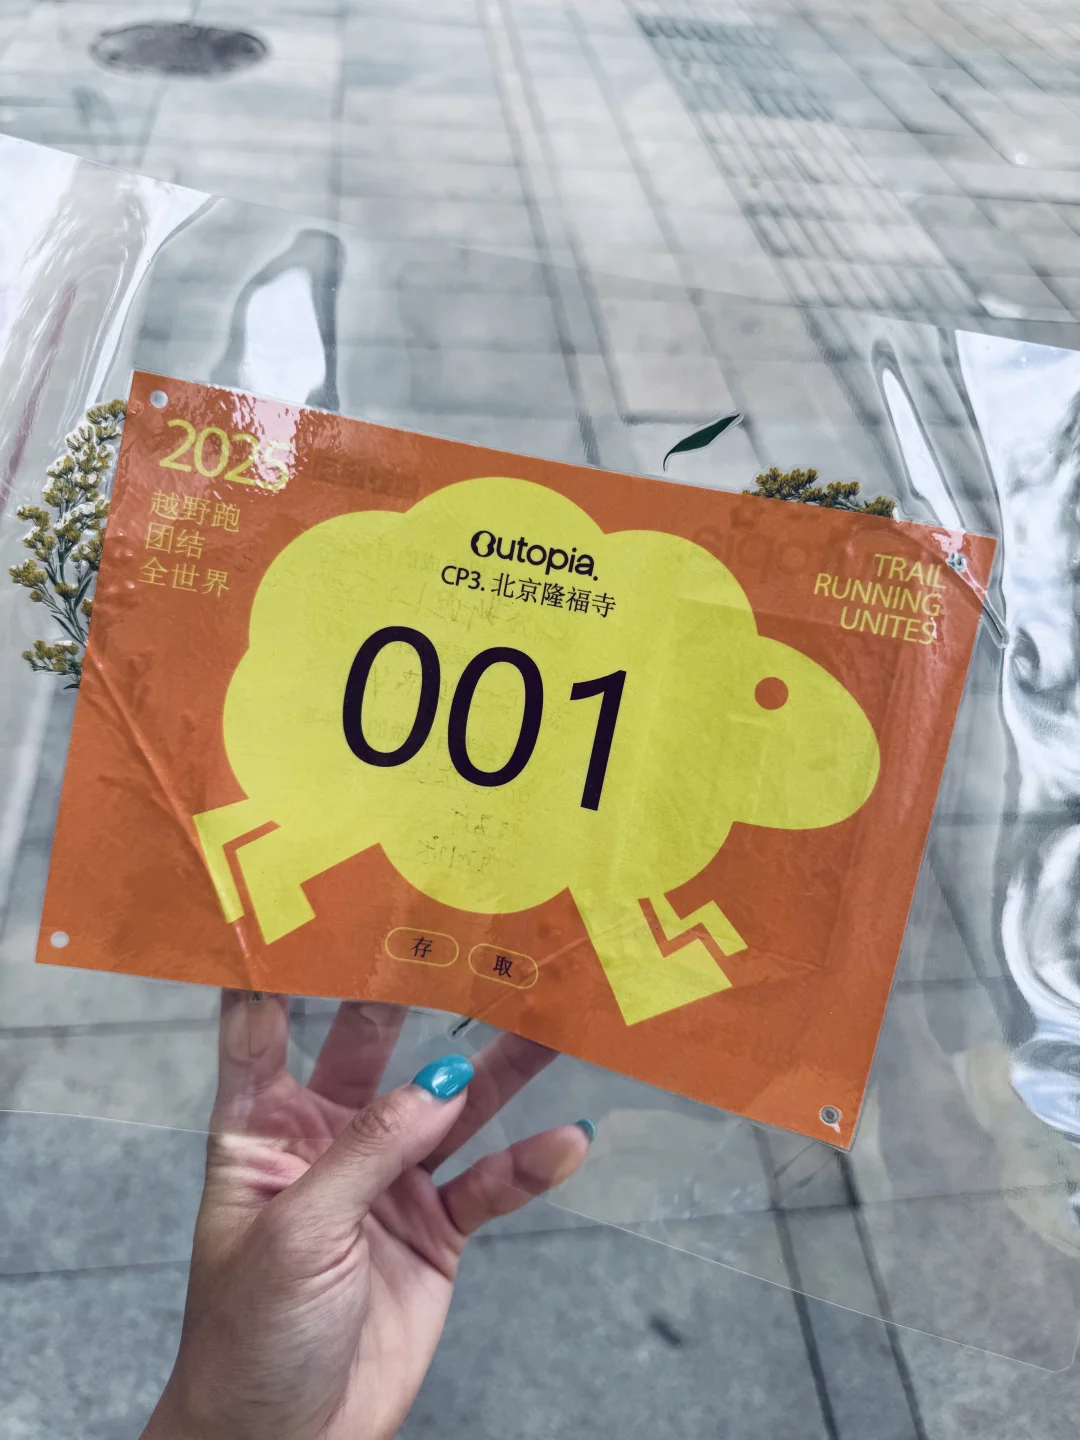 2025
越野跑
团结
全世界
Outopia.
CP3. 北京隆福寺
001
TRAIL
RUNNING
UNITES
存
取